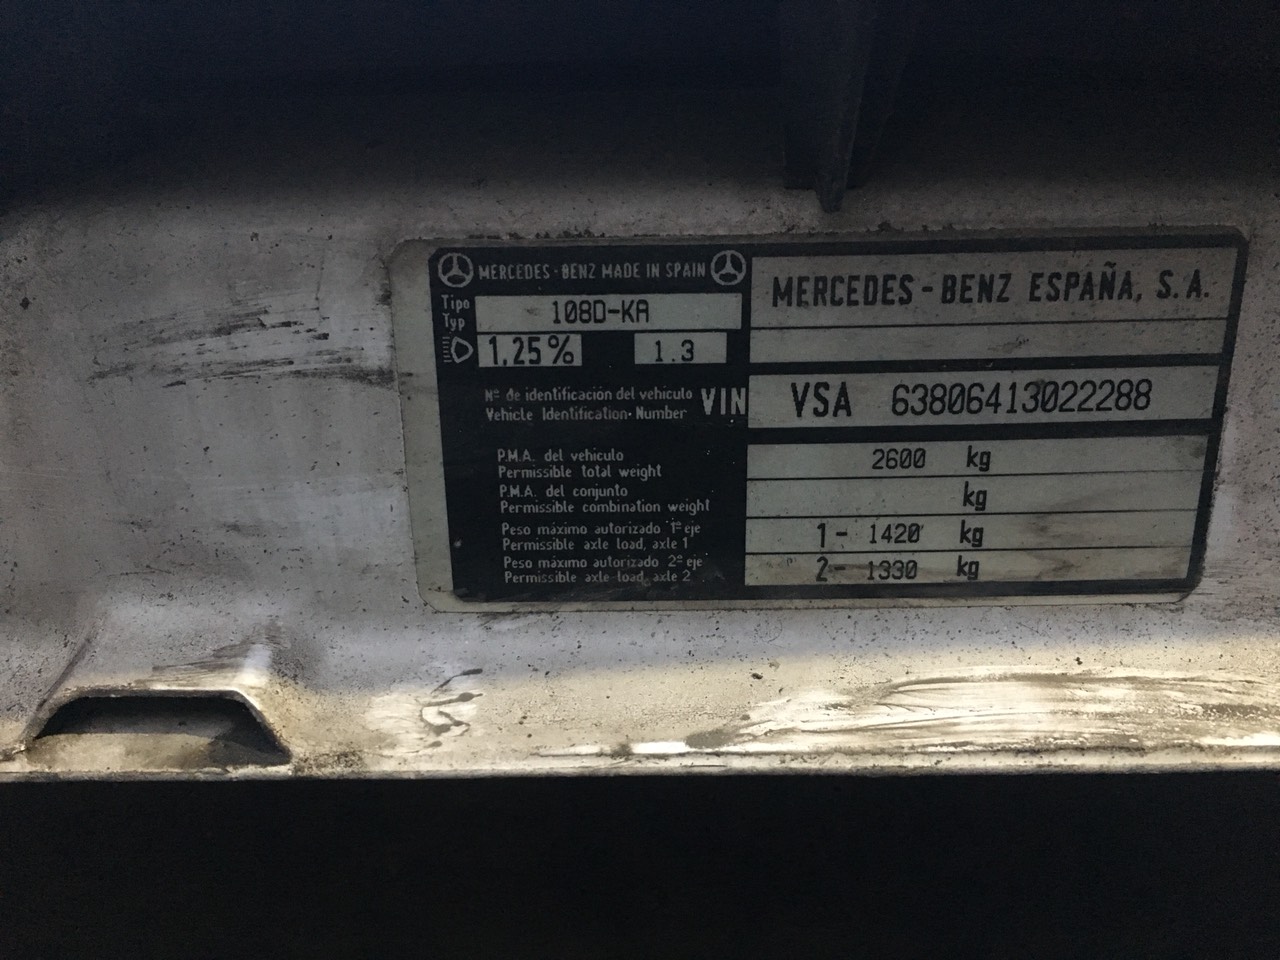 MERCEDES-BENZ MADE IN SPAIN
MERCEDES-BENZ ESPAÑA, S.A.
Tipo
Typ
108D-KA
1,25% 1.3
Nº de identificación del vehículo
Vehicle Identification-Number
VIN
VSA 63806413022288
P.M.A. del vehículo
Permissible total weight
2600 kg
P.M.A. del conjunto
Permissible combination weight
kg
Peso máximo autorizado 1ª eje
Permissible axle load, axle 1
1- 1420 kg
Peso máximo autorizado 2ª eje
Permissible axle load, axle 2
2- 1330 kg